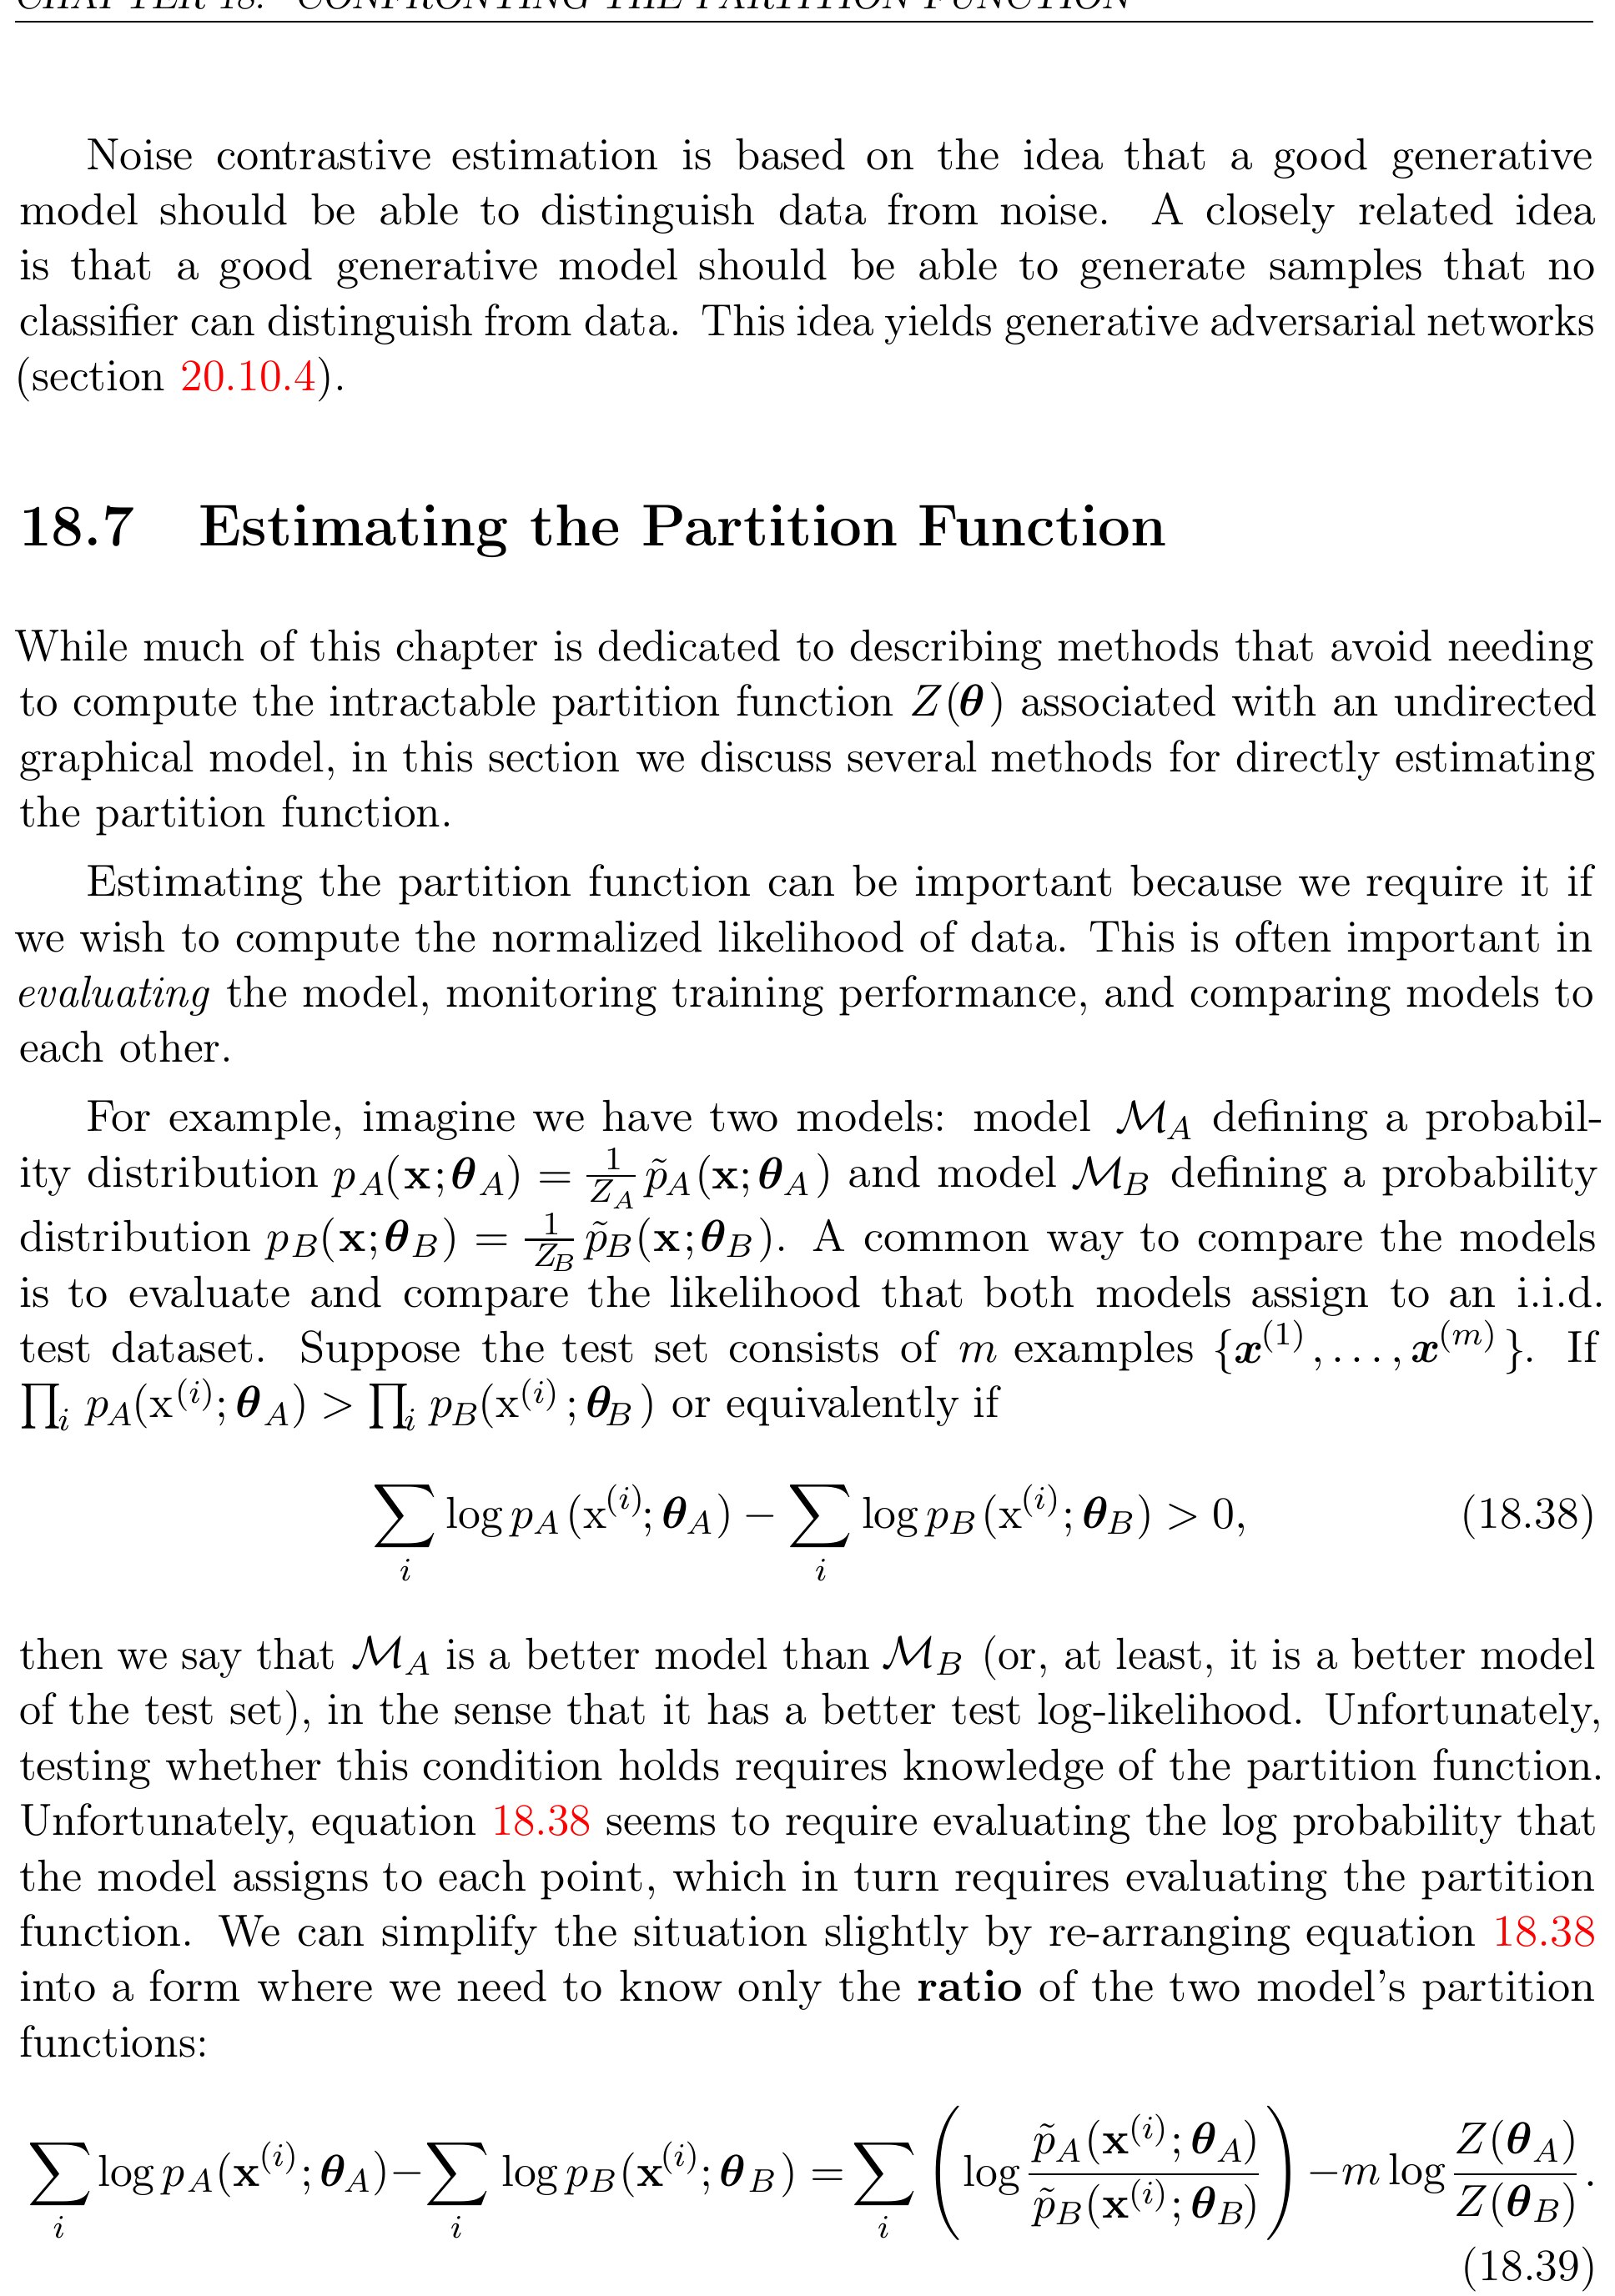 CHAPTER 18. CONFRONTING THE PARTITION FUNCTION
Noise contrastive estimation is based on the idea that a good generative
model should be able to distinguish data from noise. A closely related idea
is that a good generative model should be able to generate samples that no
classifier can distinguish from data. This idea yields generative adversarial networks
(section 20.10.4).
18.7 Estimating the Partition Function
While much of this chapter is dedicated to describing methods that avoid needing
to compute the intractable partition function Z(θ) associated with an undirected
graphical model, in this section we discuss several methods for directly estimating
the partition function.
Estimating the partition function can be important because we require it if
we wish to compute the normalized likelihood of data. This is often important in
evaluating the model, monitoring training performance, and comparing models to
each other.
For example, imagine we have two models: model M_A defining a probabil-
ity distribution p_A(x; θ_A) = 1/Z_A p̃_A(x; θ_A) and model M_B defining a probability
distribution p_B(x; θ_B) = 1/Z_B p̃_B(x; θ_B). A common way to compare the models
is to evaluate and compare the likelihood that both models assign to an i.i.d.
test dataset. Suppose the test set consists of m examples {x^(1), . . . , x^(m)}. If
∏_i p_A(x^(i); θ_A) > ∏_i p_B(x^(i); θ_B) or equivalently if
∑_i log p_A(x^(i); θ_A) − ∑_i log p_B(x^(i); θ_B) > 0, (18.38)
then we say that M_A is a better model than M_B (or, at least, it is a better model
of the test set), in the sense that it has a better test log-likelihood. Unfortunately,
testing whether this condition holds requires knowledge of the partition function.
Unfortunately, equation 18.38 seems to require evaluating the log probability that
the model assigns to each point, which in turn requires evaluating the partition
function. We can simplify the situation slightly by re-arranging equation 18.38
into a form where we need to know only the ratio of the two model's partition
functions:
∑_i log p_A(x^(i); θ_A) − ∑_i log p_B(x^(i); θ_B) = ∑_i (log p̃_A(x^(i); θ_A) / p̃_B(x^(i); θ_B)) − m log Z(θ_A) / Z(θ_B).
(18.39)